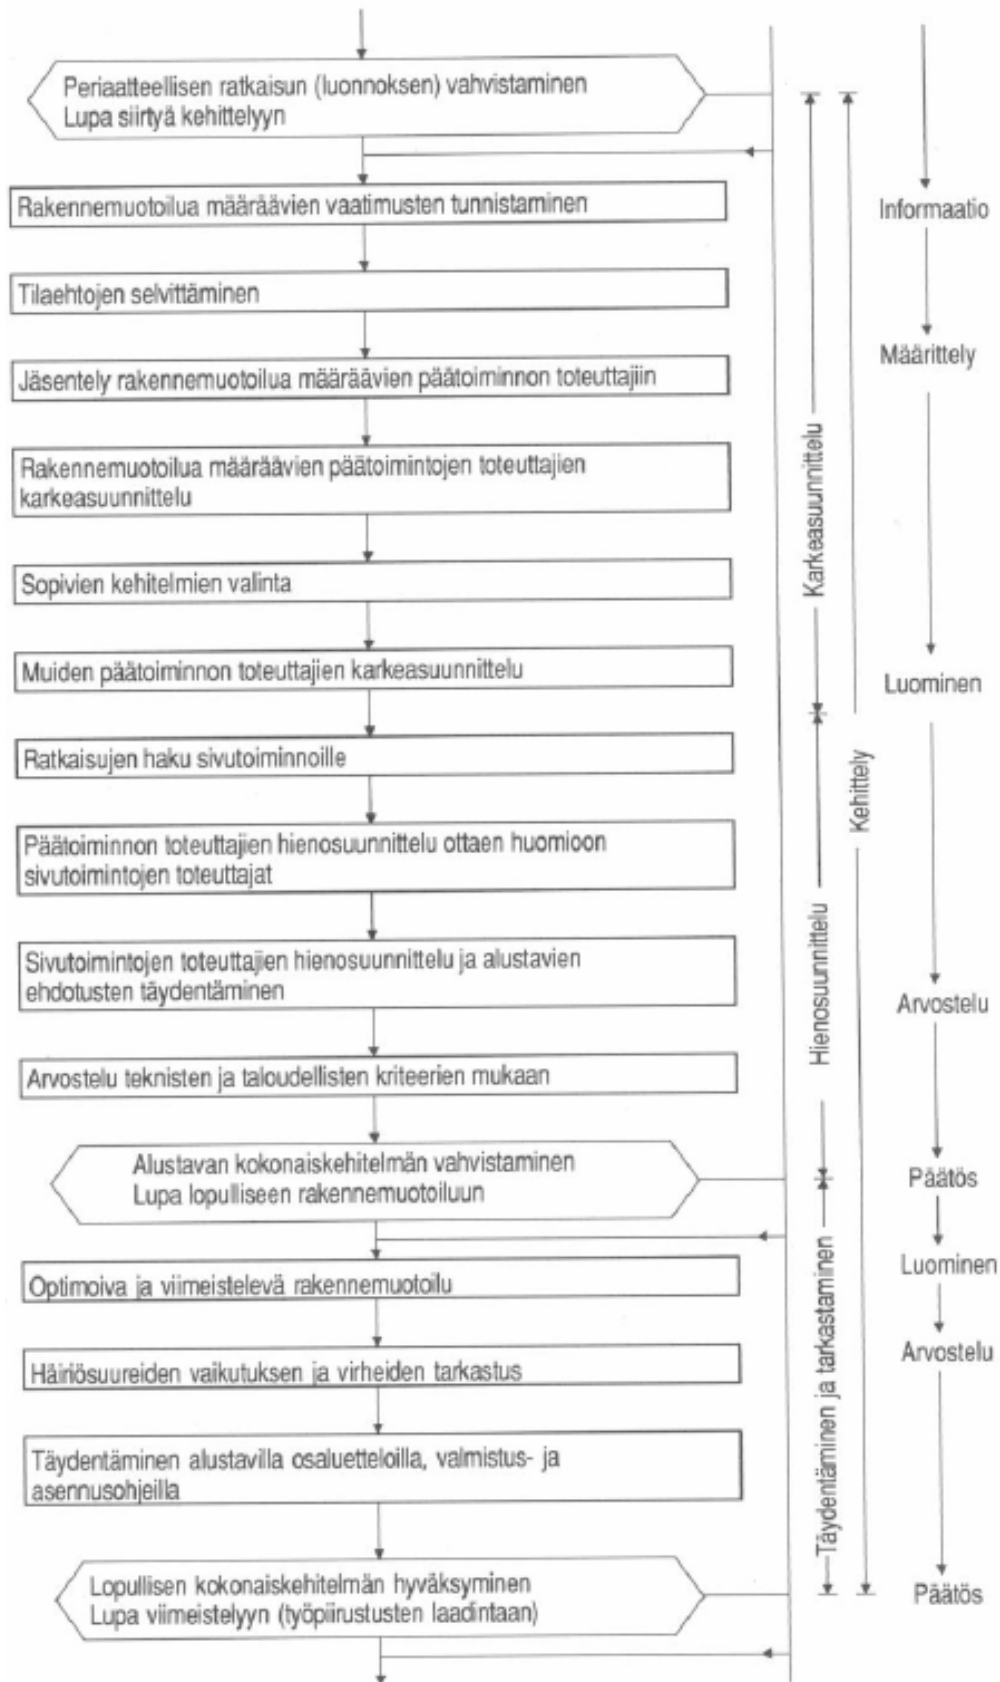 Periaatteellisen ratkaisun (luonnoksen) vahvistaminen
Lupa siirtyä kehittelyyn
Rakennemuotoilua määräävien vaatimusten tunnistaminen
Tilaehtojen selvittäminen
Jäsentely rakennemuotoilua määräävien päätoiminnon toteuttajiin
Rakennemuotoilua määräävien päätoimintojen toteuttajien
karkeasuunnittelu
Sopivien kehitelmien valinta
Muiden päätoiminnon toteuttajien karkeasuunnittelu
Ratkaisujen haku sivutoiminnoille
Päätoiminnon toteuttajien hienosuunnittelu ottaen huomioon
sivutoimintojen toteuttajat
Sivutoimintojen toteuttajien hienosuunnittelu ja alustavien
ehdotusten täydentäminen
Arvostelu teknisten ja taloudellisten kriteerien mukaan
Alustavan kokonaiskehitelmän vahvistaminen
Lupa lopulliseen rakennemuotoiluun
Optimoiva ja viimeistelevä rakennemuotoilu
Häiriösuureiden vaikutuksen ja virheiden tarkastus
Täydentäminen alustavilla osaluetteloilla, valmistus- ja
asennusohjeilla
Lopullisen kokonaiskehitelmän hyväksyminen
Lupa viimeistelyyn (työpiirustusten laadintaan)
Karkeasuunnittelu
Hienosuunnittelu
Täydentäminen ja tarkastaminen
Kehittely
Informaatio
Määrittely
Luominen
Arvostelu
Päätös
Luominen
Arvostelu
Päätös